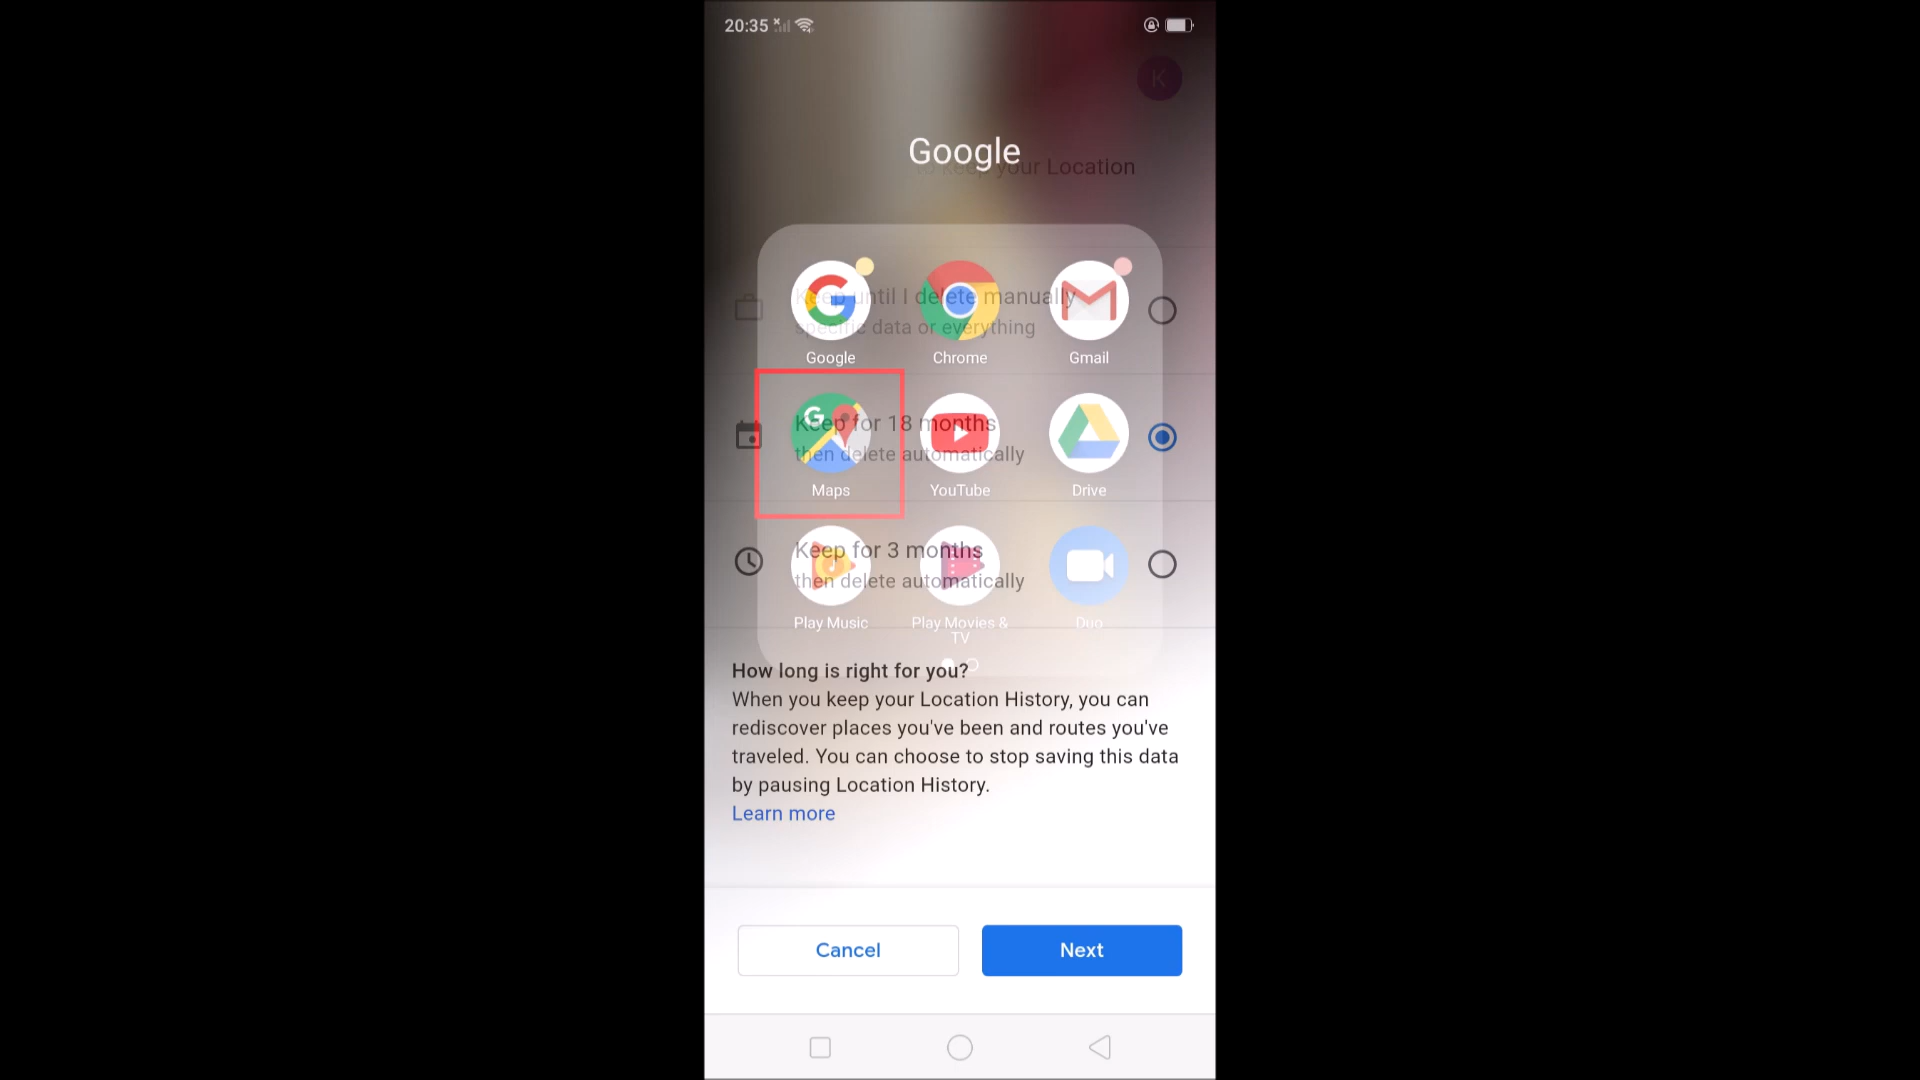 20:35
K
Google
to keep your Location
Keep until I delete manually
specific data or everything
Google
Chrome
Gmail
Keep for 18 months
then delete automatically
Maps
YouTube
Drive
Keep for 3 months
then delete automatically
Play Music
Play Movies &
TV
Duo
How long is right for you?
When you keep your Location History, you can
rediscover places you've been and routes you've
traveled. You can choose to stop saving this data
by pausing Location History.
Learn more
Cancel
Next